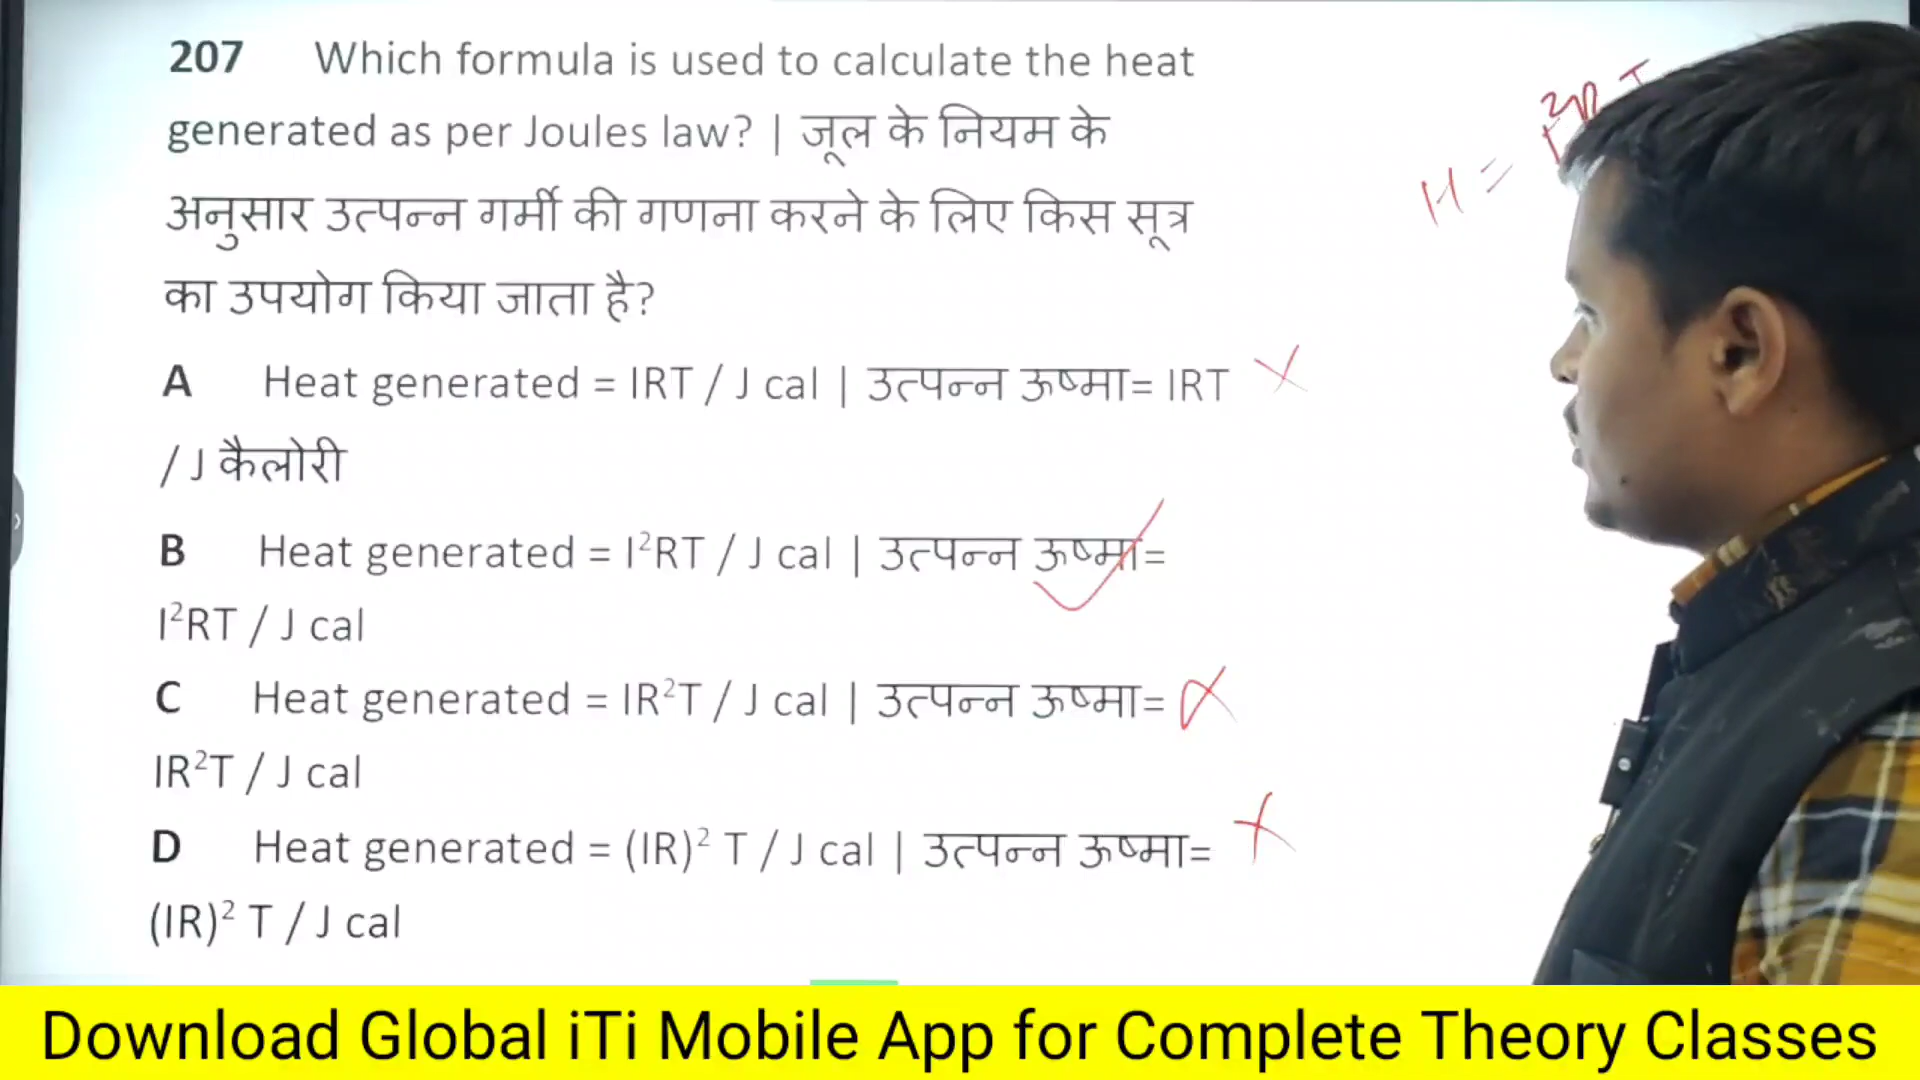 207 Which formula is used to calculate the heat
generated as per Joules law? | जूल के नियम के
अनुसार उत्पन्न गर्मी की गणना करने के लिए किस सूत्र
का उपयोग किया जाता है?
A Heat generated = IRT / J cal | उत्पन्न ऊष्मा= IRT
/ J कैलोरी
B Heat generated = I²RT / J cal | उत्पन्न ऊष्मा=
I²RT / J cal
C Heat generated = IR²T / J cal | उत्पन्न ऊष्मा=
IR²T / J cal
D Heat generated = (IR)² T / J cal | उत्पन्न ऊष्मा=
(IR)² T / J cal
H =
Download Global iTi Mobile App for Complete Theory Classes